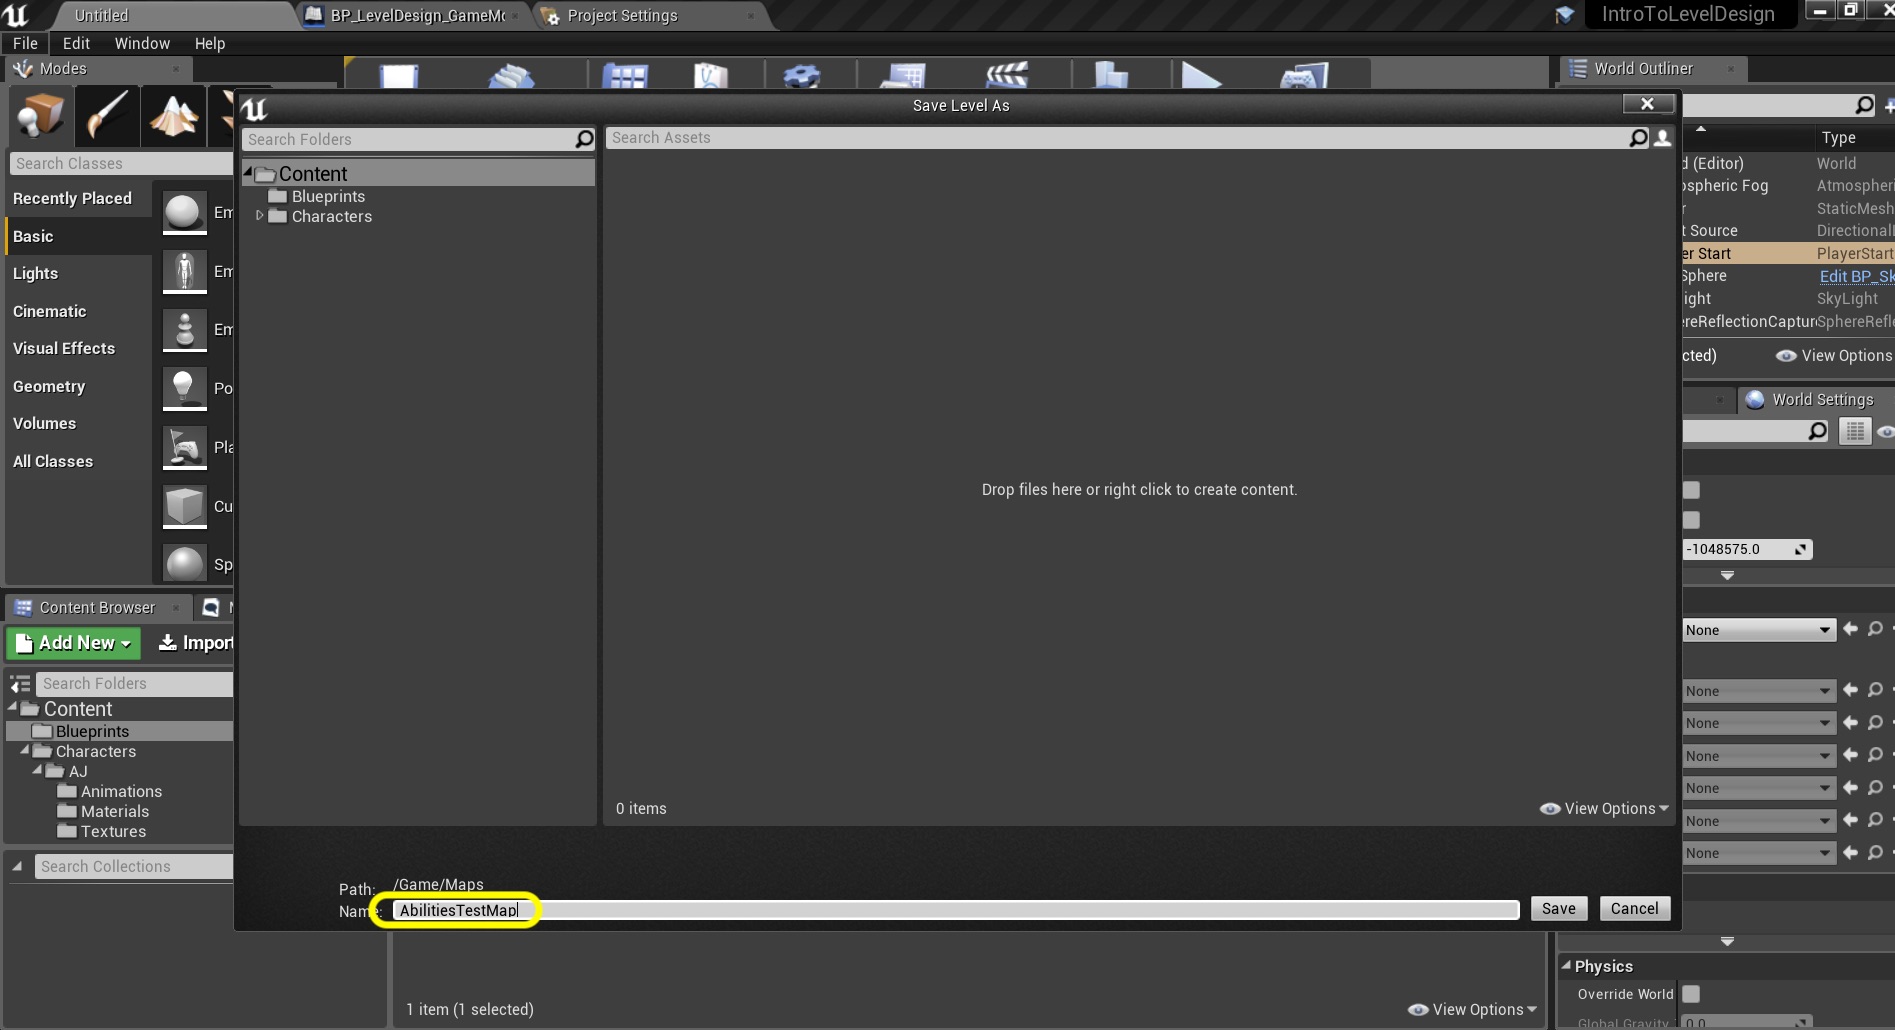 Untitled
BP_LevelDesign_GameMo
Project Settings
IntroToLevelDesign
File Edit Window Help
Modes
World Outliner
Save Level As
Search Folders
Search Assets
Type
Search Classes
Content
Blueprints
Characters
d (Editor) World
ospheric Fog Atmospheri
r StaticMesh
t Source Directional
er Start PlayerStart
Sphere Edit BP_Sk
ight SkyLight
ereReflectionCaptur SphereRefle
cted) View Options
Recently Placed
Basic
Lights
Cinematic
Visual Effects
Geometry
Volumes
All Classes
Em
Em
Em
Po
Pla
Cu
Sp
World Settings
Drop files here or right click to create content.
-1048575.0
Content Browser
Add New
Import
Search Folders
Content
Blueprints
Characters
AJ
Animations
Materials
Textures
Search Collections
None
None
None
None
None
None
None
0 items
View Options
Path: /Game/Maps
Name: AbilitiesTestMap
Save
Cancel
Physics
Override World
Global Gravity 0.0
1 item (1 selected)
View Options